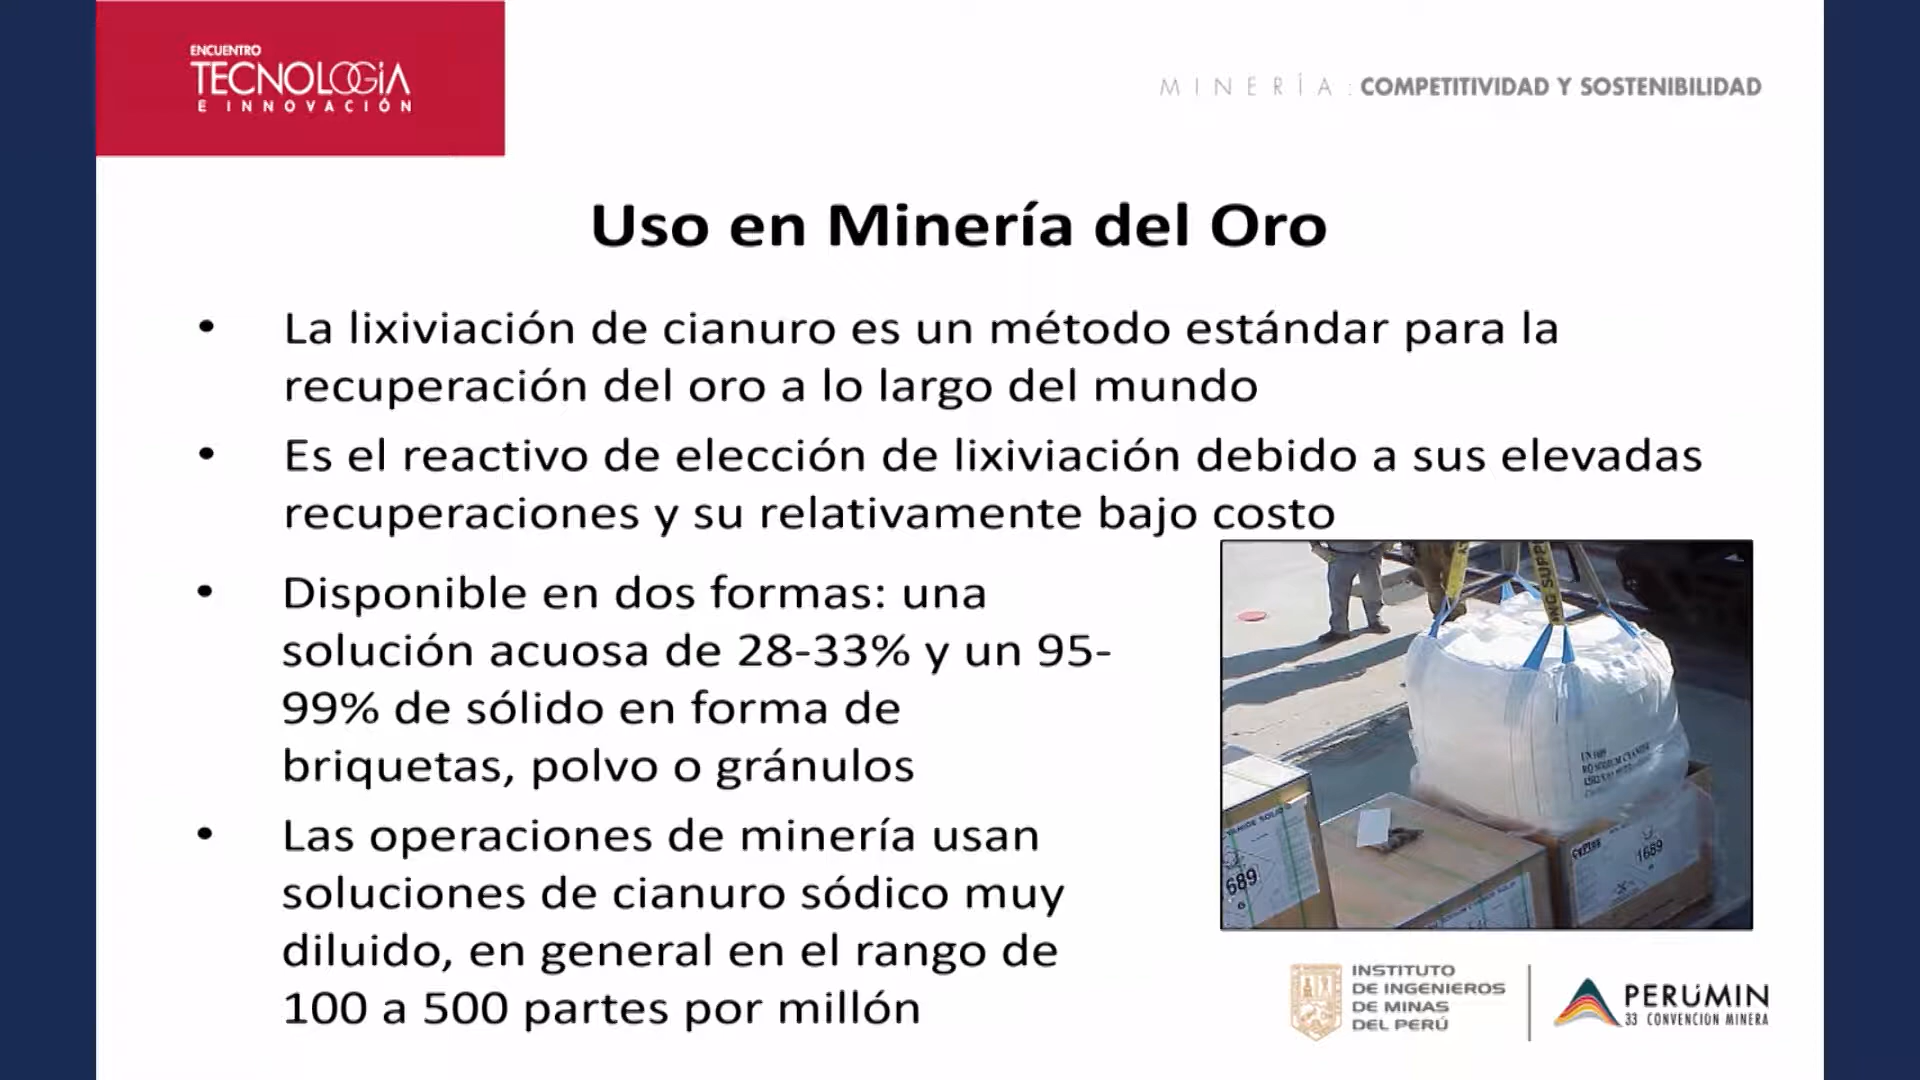 ENCUENTRO
TECNOLOGÍA
E INNOVACIÓN
MINERÍA: COMPETITIVIDAD Y SOSTENIBILIDAD
Uso en Minería del Oro
• La lixiviación de cianuro es un método estándar para la
recuperación del oro a lo largo del mundo
• Es el reactivo de elección de lixiviación debido a sus elevadas
recuperaciones y su relativamente bajo costo
• Disponible en dos formas: una
solución acuosa de 28-33% y un 95-
99% de sólido en forma de
briquetas, polvo o gránulos
• Las operaciones de minería usan
soluciones de cianuro sódico muy
diluido, en general en el rango de
100 a 500 partes por millón
SODIUM CYANIDE
SOLID
689
1689
INSTITUTO
DE INGENIEROS
DE MINAS
DEL PERÚ
PERÚMIN
33 CONVENCIÓN MINERA